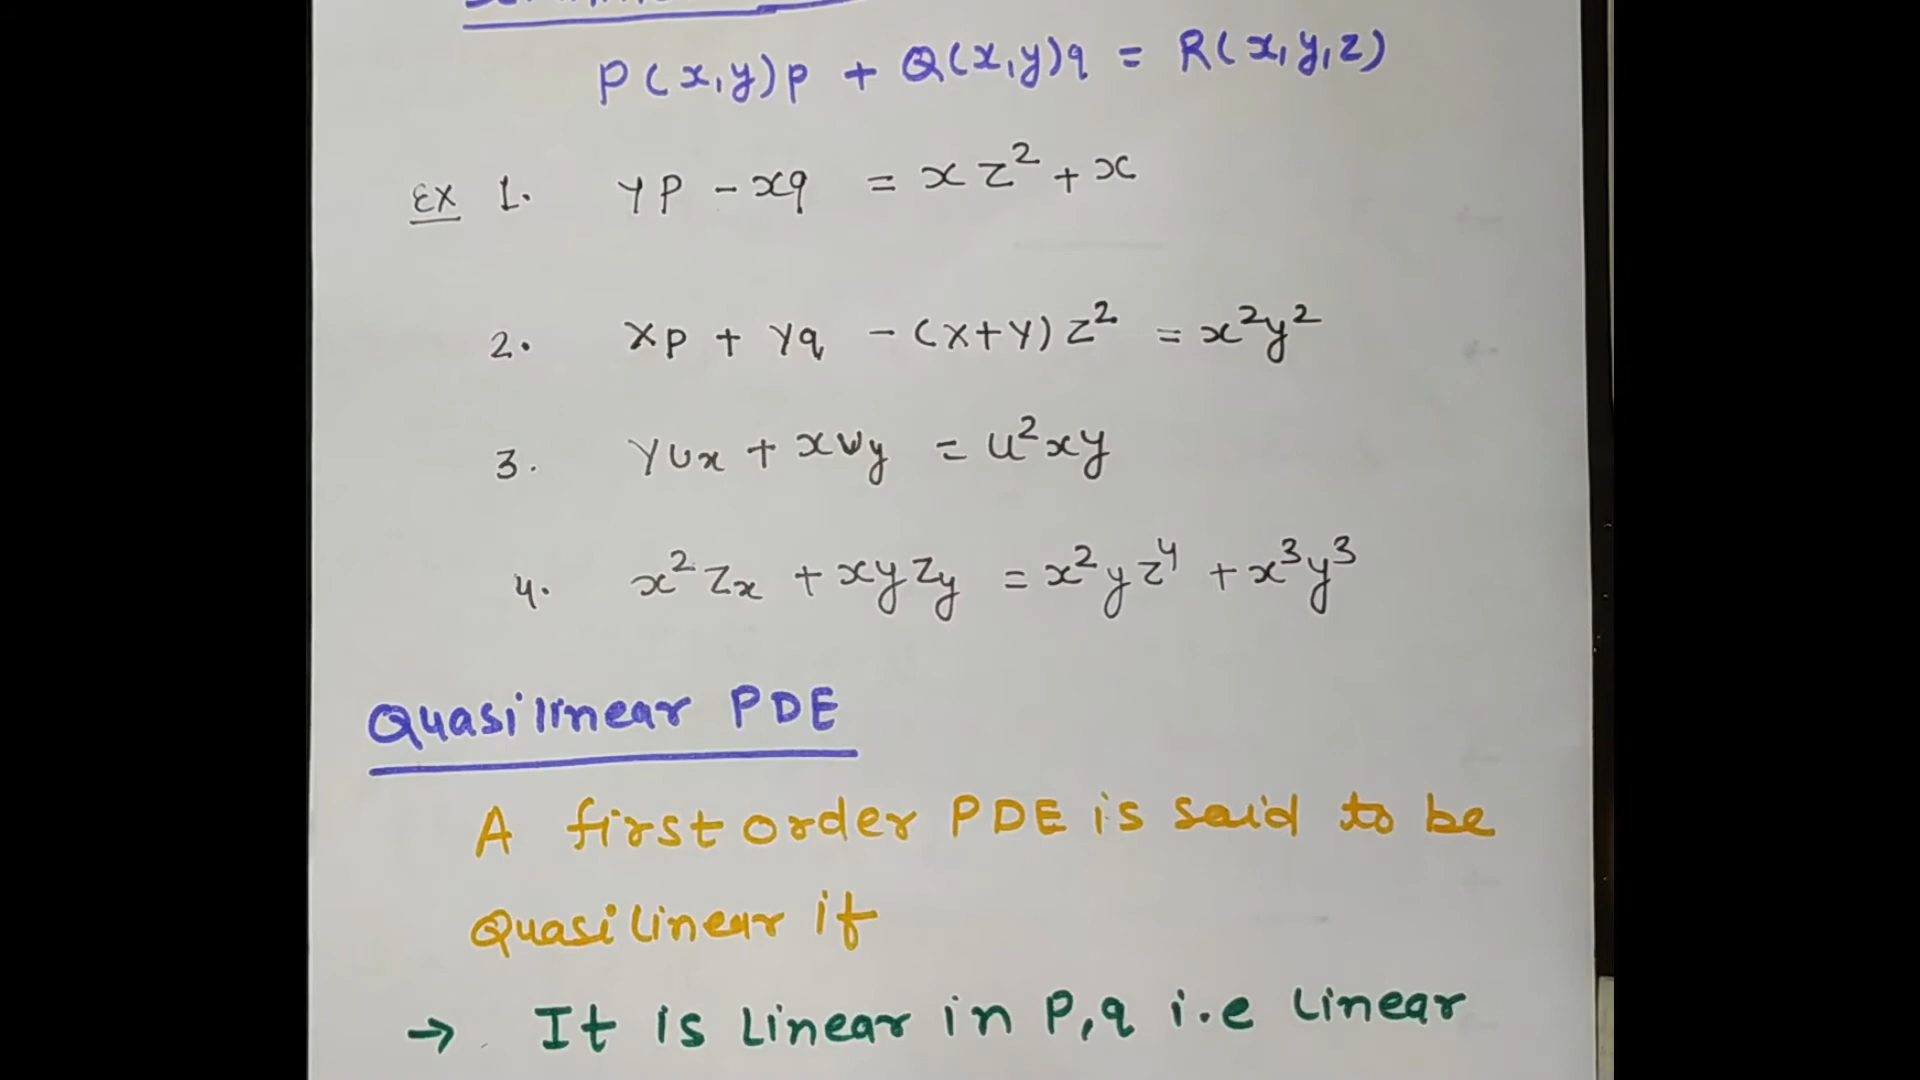 P(x,y)p + Q(x,y)q = R(x,y,z)
Ex 1. yp - xq = xz² + x
2. xp + yq - (x+y)z² = x²y²
3. yux + xuy = u²xy
4. x²zx + xyzy = x²yz⁴ + x³y³
Quasilinear PDE
A first order PDE is said to be
Quasilinear if
→ It is Linear in P,q i.e Linear